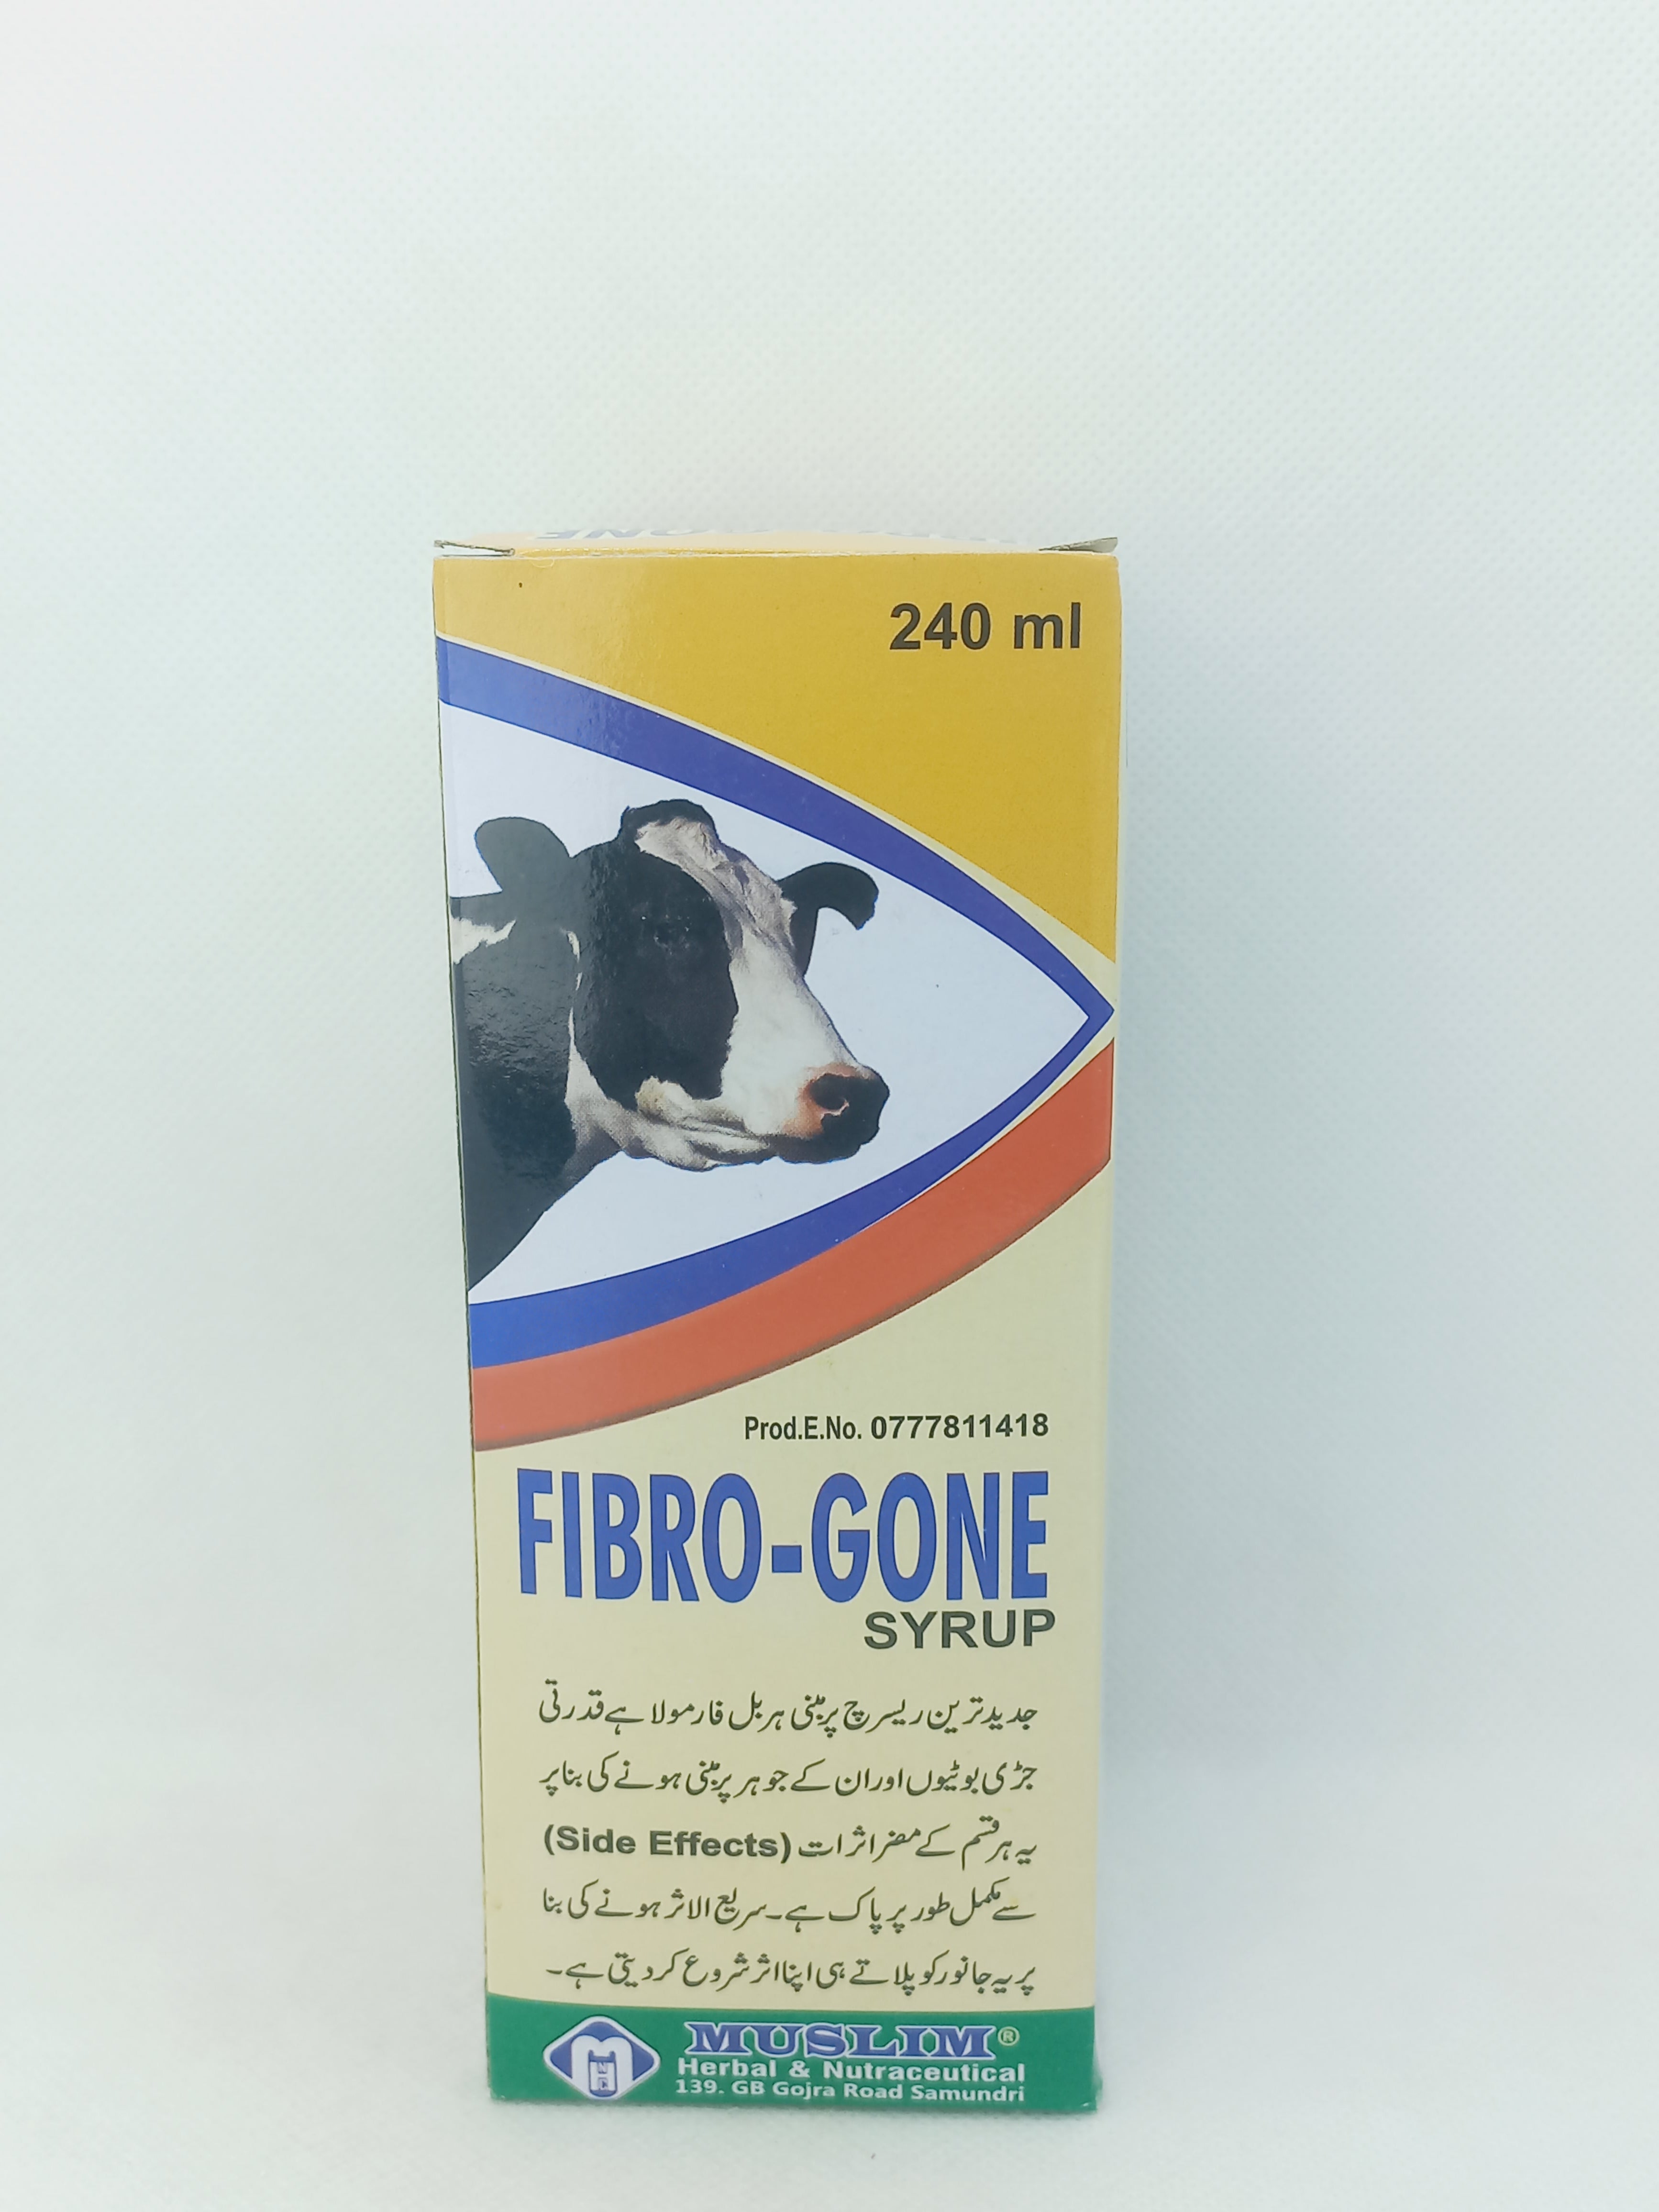 240 ml
Prod.E.No. 0777811418
FIBRO-GONE
SYRUP
جدید ترین ریسرچ پر مبنی ہربل فارمولا ہے قدرتی
جڑی بوٹیوں اور ان کے جوہر پر مبنی ہونے کی بنا پر
یہ ہر قسم کے مضر اثرات (Side Effects)
سے مکمل طور پر پاک ہے۔ سریع الاثر ہونے کی بنا
پر یہ جانور کو پلاتے ہی اپنا اثر شروع کر دیتی ہے۔
MUSLIM®
Herbal & Nutraceutical
139. GB Gojra Road Samundri